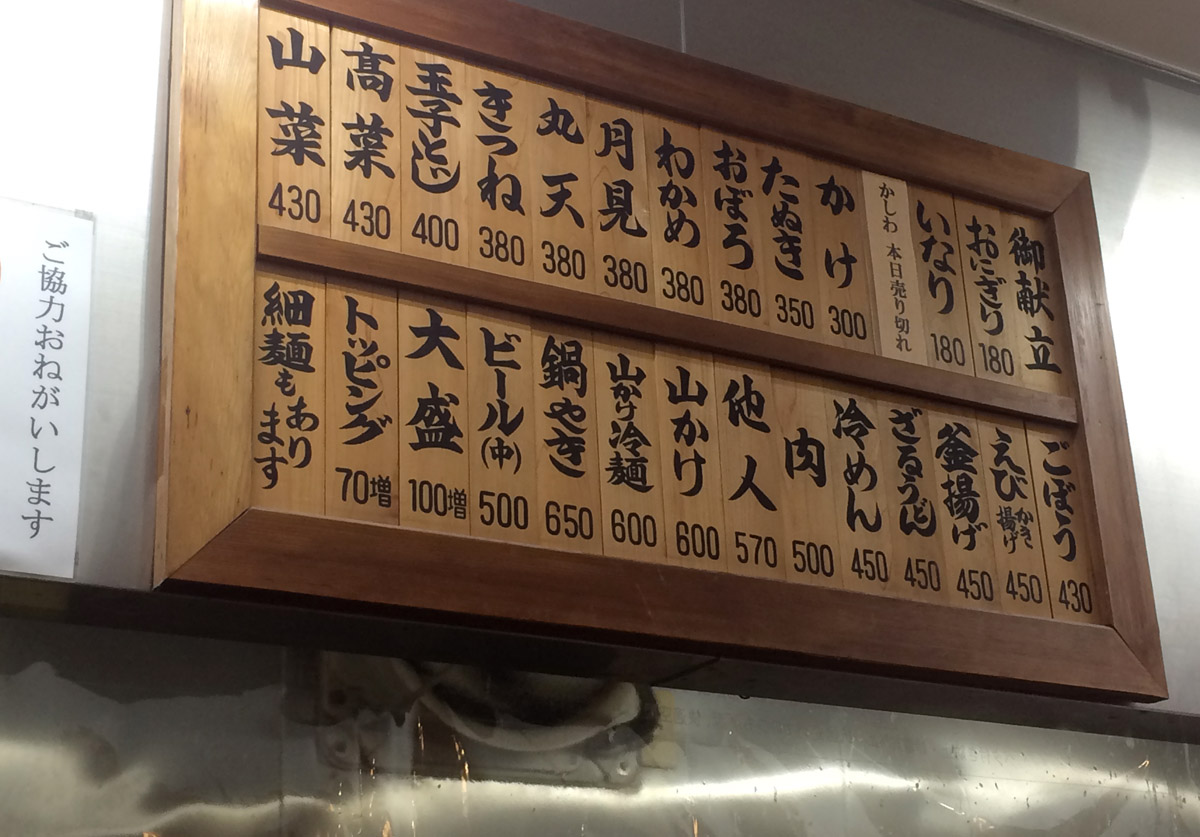 御献立
おにぎり 180
いなり 180
かしわ 本日売り切れ
かけ 300
たぬき 350
おぼろ 380
わかめ 380
月見 380
丸天 380
きつね 380
玉子とじ 400
髙菜 430
山菜 430
ごぼう 430
えびかき揚げ 450
釜揚げ 450
ざるうどん 450
冷めん 450
肉 500
他人 570
山かけ 600
山かけ冷麺 600
鍋やき 650
ビール(中) 500
大盛 100増
トッピング 70増
細麺もあります
ご協力おねがいします